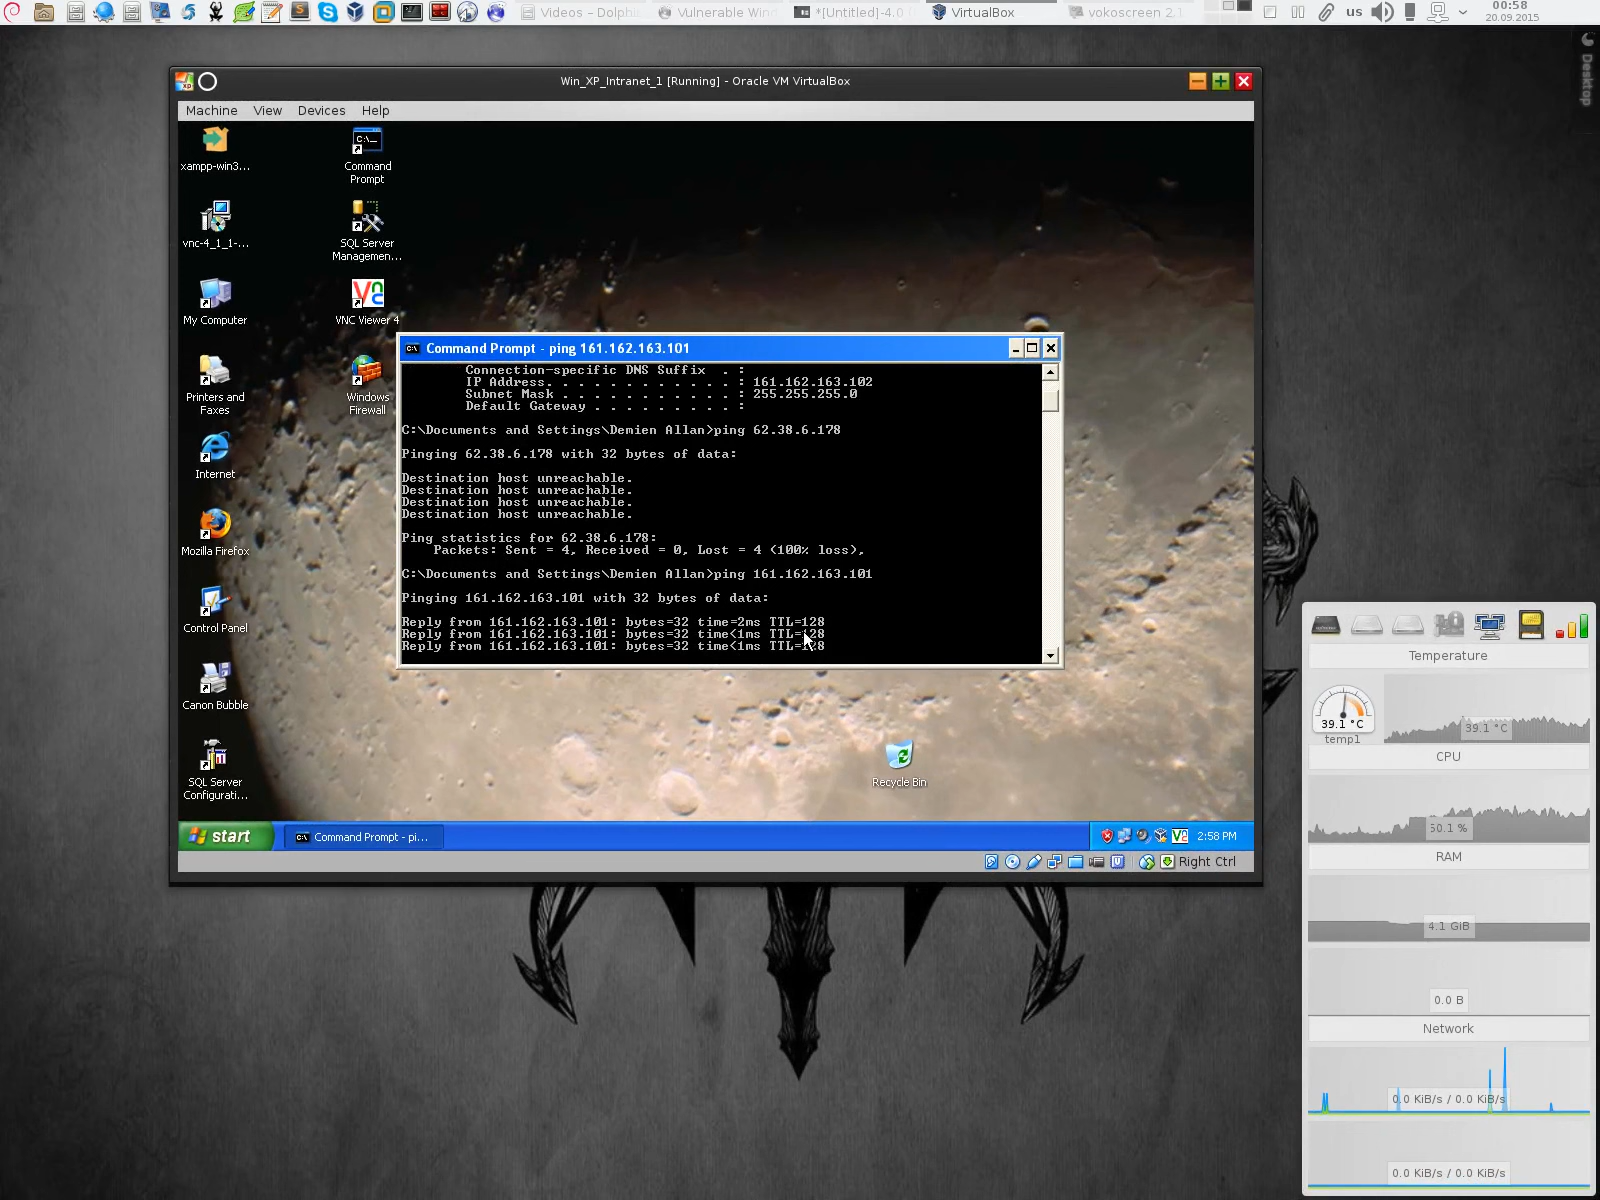 Videos – Dolphi
Vulnerable Wind
*[Untitled]-4.0
VirtualBox
vokoscreen 2.1
us
00:58
20.09.2015
Desktop
Win_XP_Intranet_1 [Running] - Oracle VM VirtualBox
Machine View Devices Help
xampp-win3...
Command
Prompt
vnc-4_1_1-...
SQL Server
Managemen...
My Computer
VNC Viewer 4
Printers and
Faxes
Windows
Firewall
Internet
Mozilla Firefox
Control Panel
Canon Bubble
SQL Server
Configurati...
Recycle Bin
Command Prompt - ping 161.162.163.101
Connection-specific DNS Suffix . :
IP Address. . . . . . . . . . . . : 161.162.163.102
Subnet Mask . . . . . . . . . . . : 255.255.255.0
Default Gateway . . . . . . . . . :
C:\Documents and Settings\Demien Allan>ping 62.38.6.178
Pinging 62.38.6.178 with 32 bytes of data:
Destination host unreachable.
Destination host unreachable.
Destination host unreachable.
Destination host unreachable.
Ping statistics for 62.38.6.178:
Packets: Sent = 4, Received = 0, Lost = 4 (100% loss),
C:\Documents and Settings\Demien Allan>ping 161.162.163.101
Pinging 161.162.163.101 with 32 bytes of data:
Reply from 161.162.163.101: bytes=32 time=2ms TTL=128
Reply from 161.162.163.101: bytes=32 time<1ms TTL=128
Reply from 161.162.163.101: bytes=32 time<1ms TTL=128
start
Command Prompt - pi...
2:58 PM
Right Ctrl
Temperature
39.1 °C
temp1
39.1 °C
CPU
50.1 %
RAM
4.1 GiB
0.0 B
Network
0.0 KiB/s / 0.0 KiB/s
0.0 KiB/s / 0.0 KiB/s